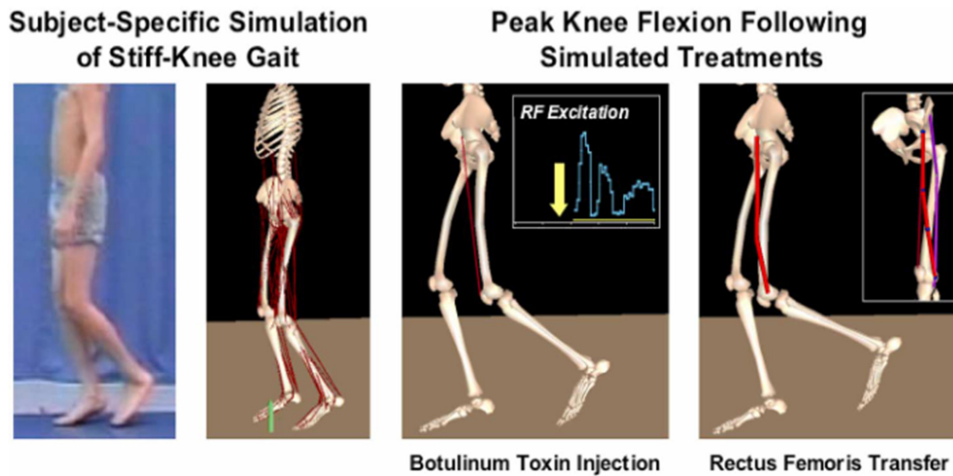 Subject-Specific Simulation
of Stiff-Knee Gait
Peak Knee Flexion Following
Simulated Treatments
RF Excitation
Botulinum Toxin Injection
Rectus Femoris Transfer